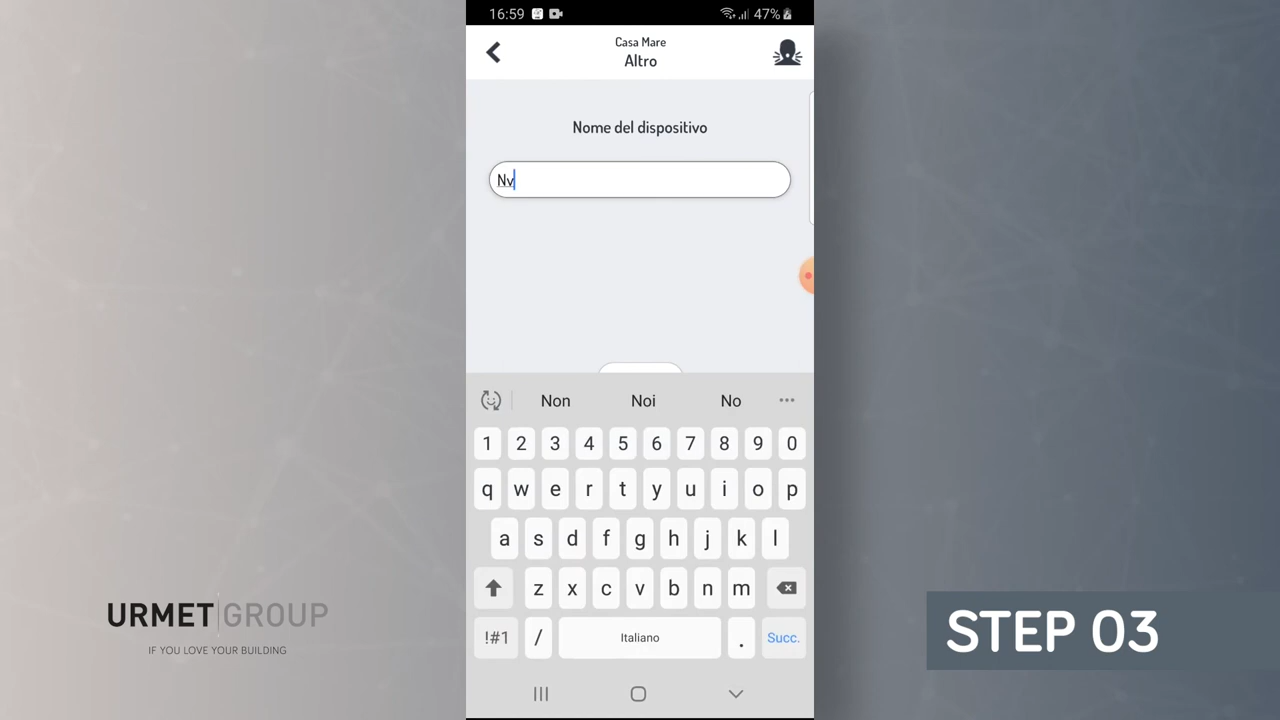 16:59
47%
Casa Mare
Altro
Nome del dispositivo
Nv
Non Noi No
1 2 3 4 5 6 7 8 9 0
q w e r t y u i o p
a s d f g h j k l
z x c v b n m
!#1 / Italiano . Succ.
URMET GROUP
IF YOU LOVE YOUR BUILDING
STEP 03